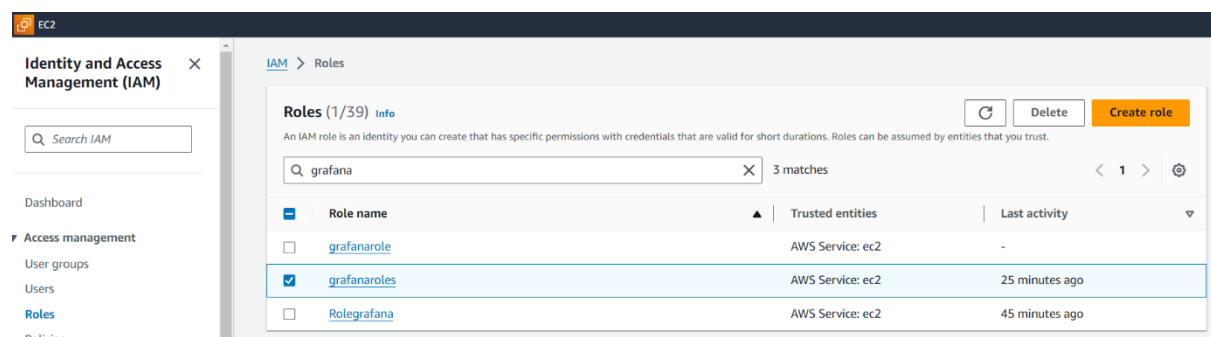 EC2
Identity and Access Management (IAM)
Search IAM
Dashboard
Access management
User groups
Users
Roles
IAM > Roles
Roles (1/39) Info
Delete
Create role
An IAM role is an identity you can create that has specific permissions with credentials that are valid for short durations. Roles can be assumed by entities that you trust.
grafana
3 matches
1
Role name
Trusted entities
Last activity
grafanarole
AWS Service: ec2
-
grafanaroles
AWS Service: ec2
25 minutes ago
Rolegrafana
AWS Service: ec2
45 minutes ago